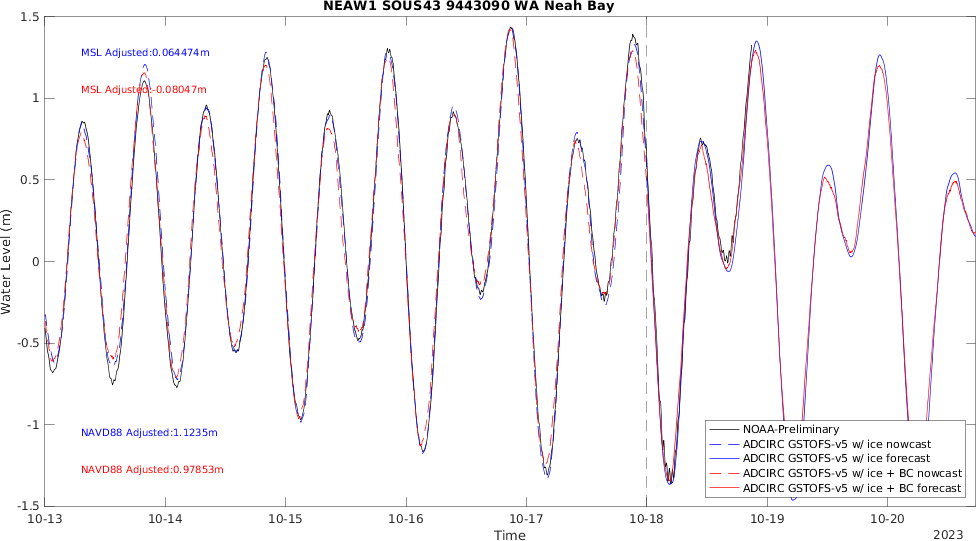 NEAW1 SOUS43 9443090 WA Neah Bay
1.5
1
0.5
0
-0.5
-1
-1.5
Water Level (m)
MSL Adjusted:0.064474m
MSL Adjusted:-0.08047m
NAVD88 Adjusted:1.1235m
NAVD88 Adjusted:0.97853m
NOAA-Preliminary
ADCIRC GSTOFS-v5 w/ ice nowcast
ADCIRC GSTOFS-v5 w/ ice forecast
ADCIRC GSTOFS-v5 w/ ice + BC nowcast
ADCIRC GSTOFS-v5 w/ ice + BC forecast
10-13 10-14 10-15 10-16 10-17 10-18 10-19 10-20
Time
2023